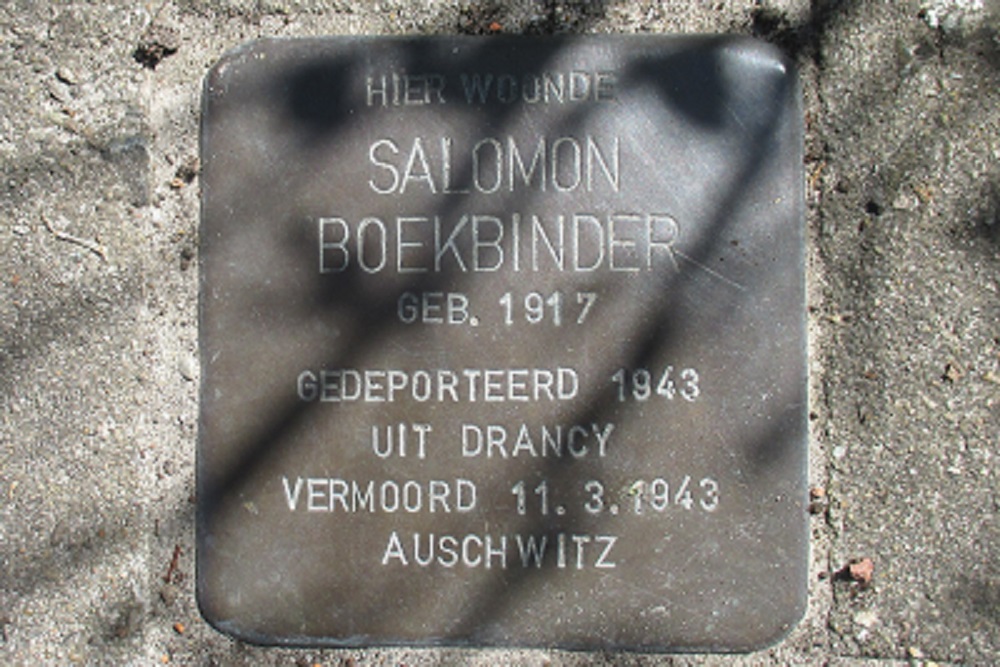 HIER WOONDE
SALOMON
BOEKBINDER
GEB. 1917
GEDEPORTEERD 1943
UIT DRANCY
VERMOORD 11.3.1943
AUSCHWITZ